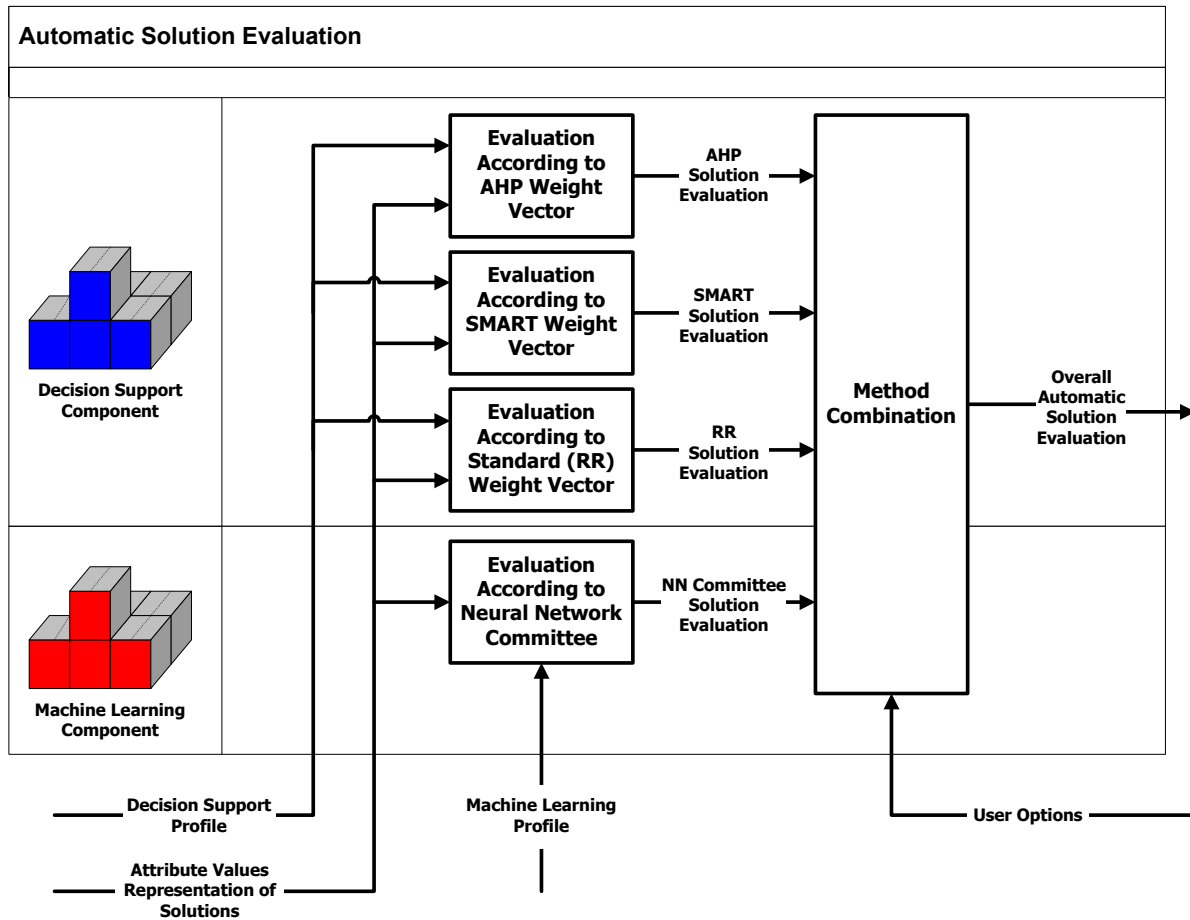 Automatic Solution Evaluation
Evaluation
According to
AHP Weight
Vector
AHP
Solution
Evaluation
Evaluation
According to
SMART Weight
Vector
SMART
Solution
Evaluation
Decision Support
Component
Evaluation
According to
Standard (RR)
Weight Vector
RR
Solution
Evaluation
Method
Combination
Overall
Automatic
Solution
Evaluation
Evaluation
According to
Neural Network
Committee
NN Committee
Solution
Evaluation
Machine Learning
Component
Decision Support
Profile
Machine Learning
Profile
User Options
Attribute Values
Representation of
Solutions